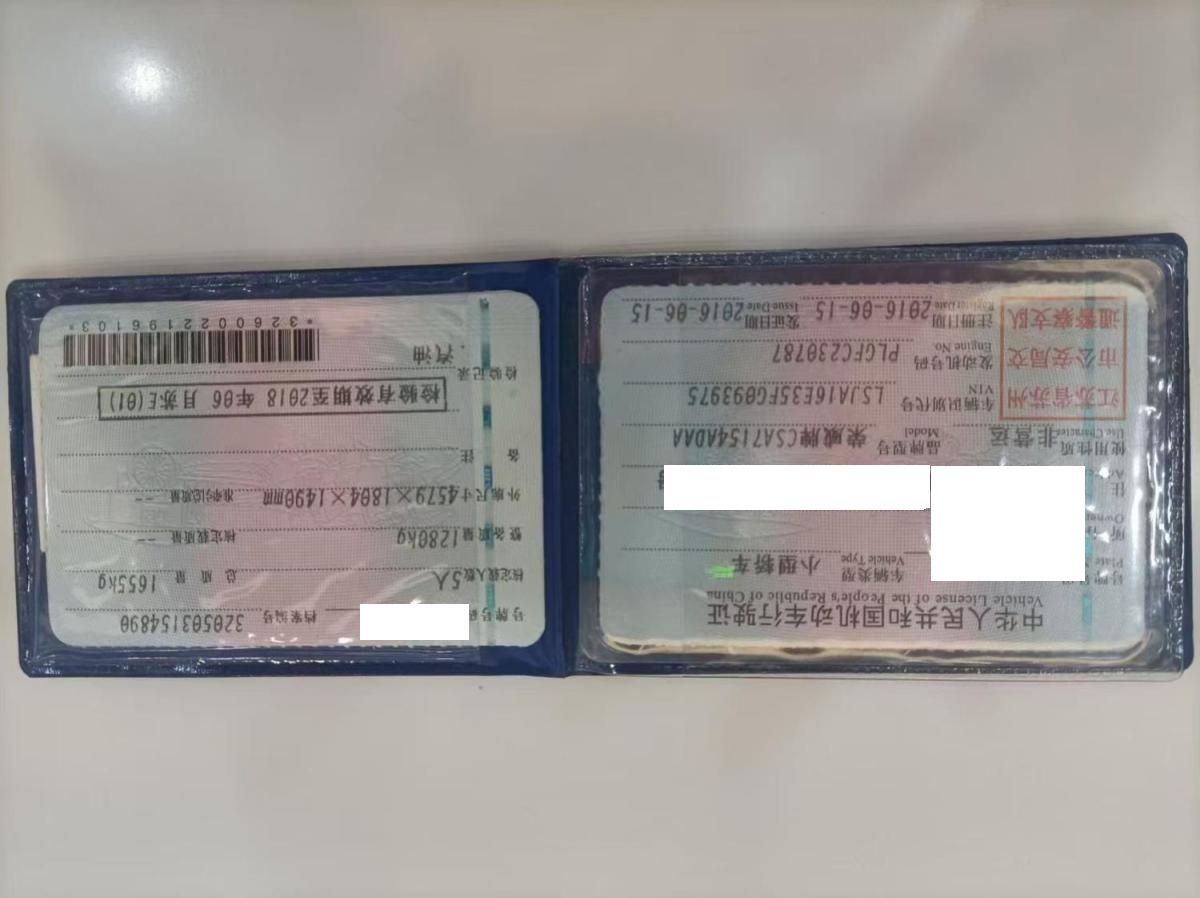 中华人民共和国机动车行驶证
Vehicle License of the People's Republic of China
车辆类型 小型轿车
Vehicle Type
Plate
所
Owner
住
使用性质 非营运 品牌型号 荣威牌CSA7154ADAA
Use Character Model
江苏省苏州市公安局交通警察支队
车辆识别代号 LSJA16E35FG093975
VIN
发动机号码 PLGFC230787
Engine No.
注册日期 2016-06-15 发证日期 2016-06-15
Register Date Issue Date
号牌号码 档案编号 320503154890
核定载人数 5人 总质量 1655kg
整备质量 1280kg 核定载质量 --
外廓尺寸 4579×1804×1490mm 准牵引总质量 --
备注
检验有效期至2018年06月苏E(01)
检验记录
汽油
*3260022196103*